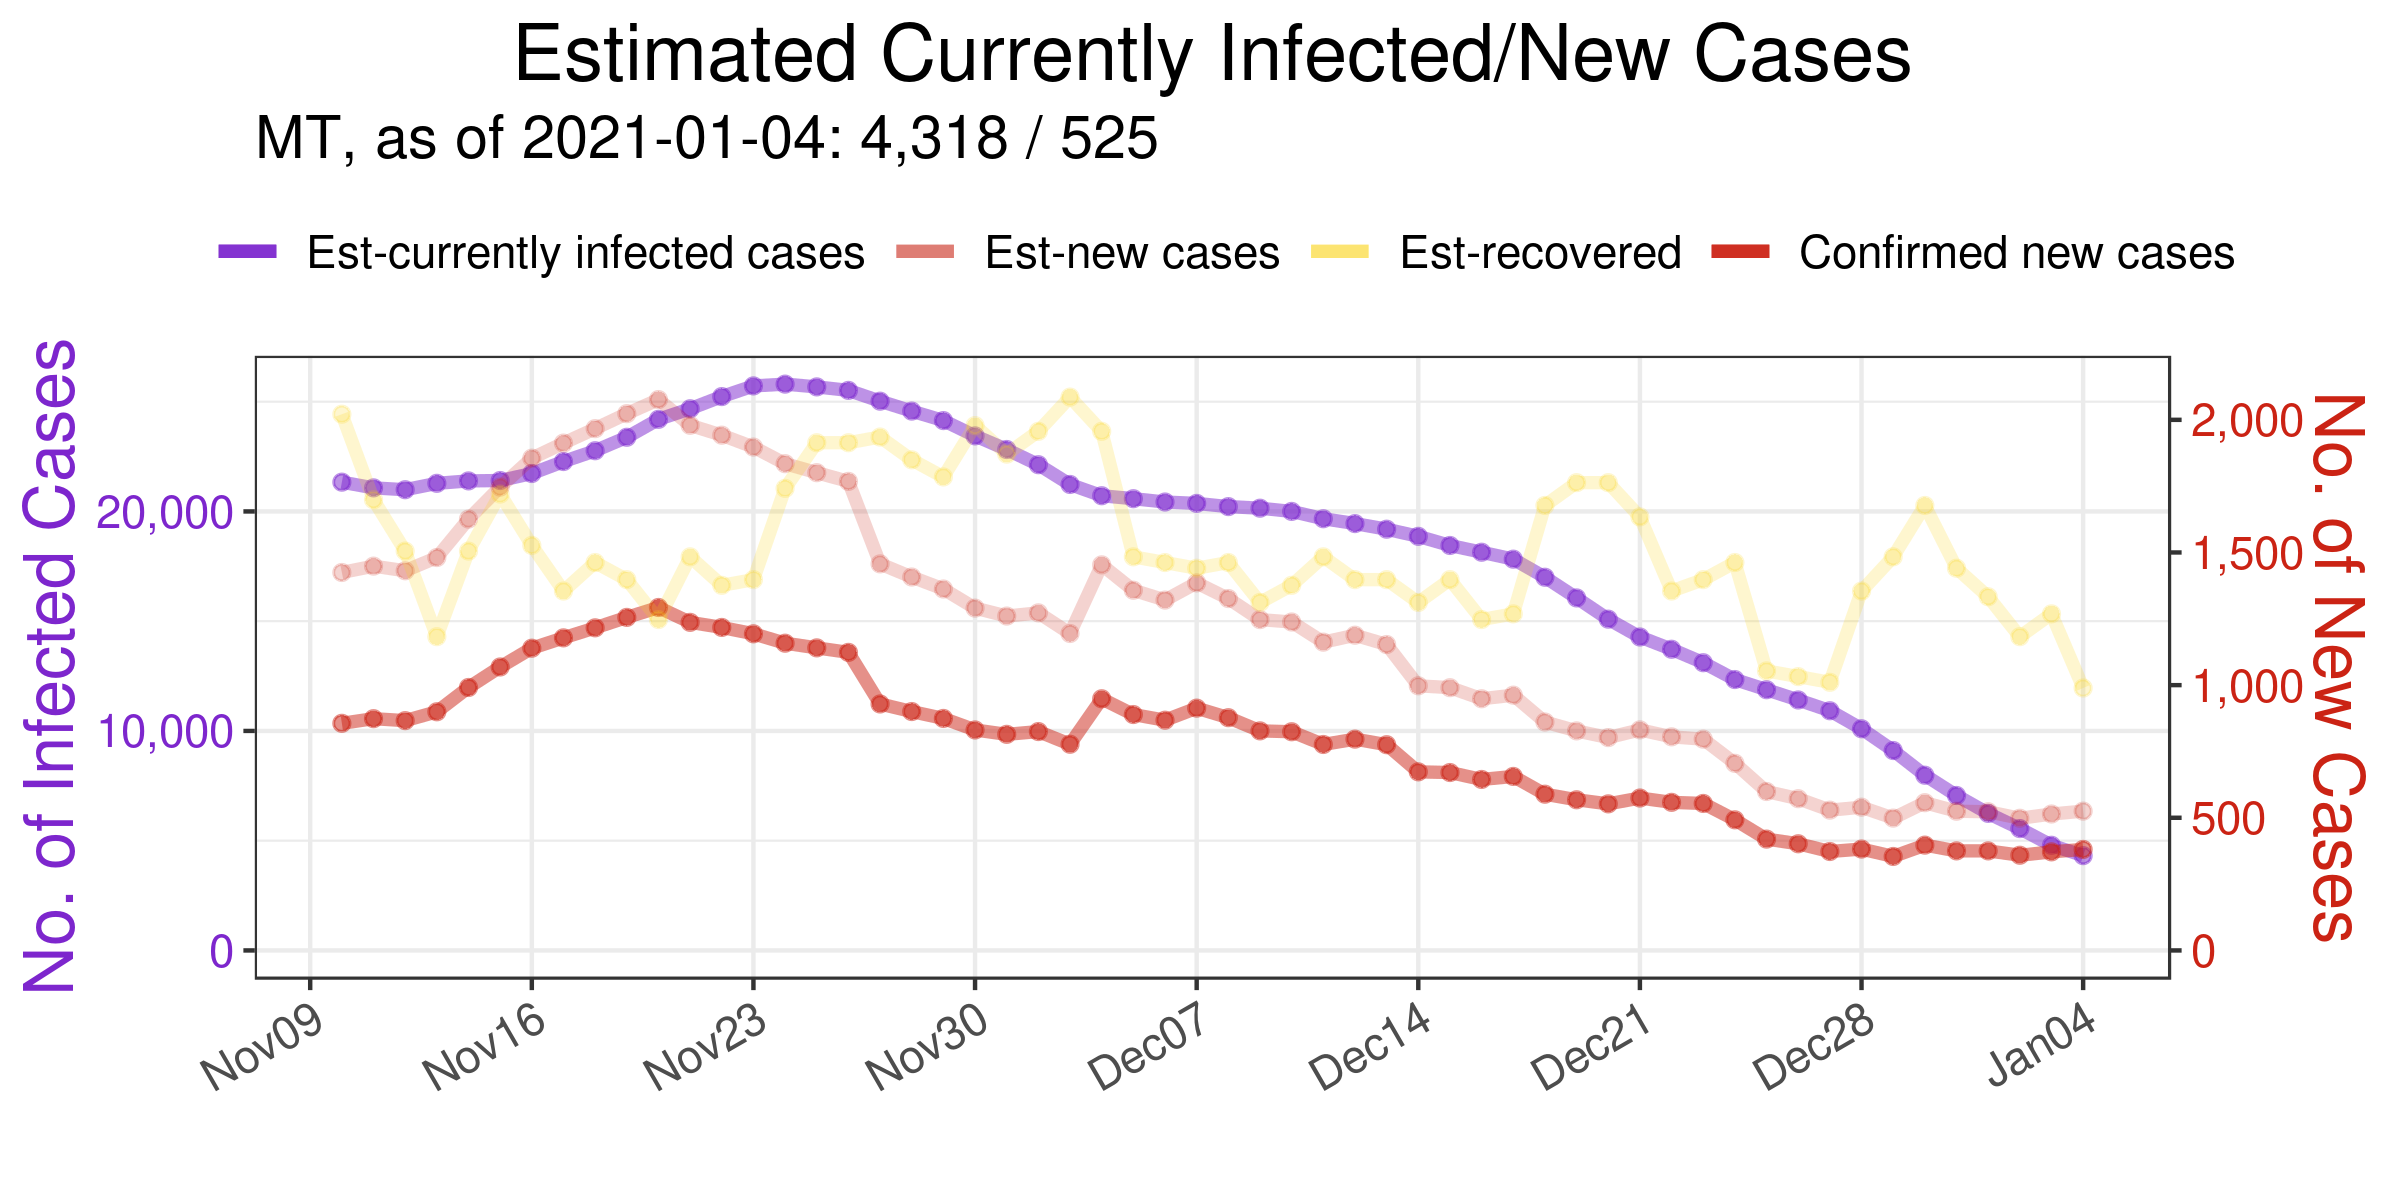 Estimated Currently Infected/New Cases
MT, as of 2021-01-04: 4,318 / 525
Est-currently infected cases Est-new cases Est-recovered Confirmed new cases
No. of Infected Cases
20,000
10,000
0
2,000
1,500
1,000
500
0
No. of New Cases
Nov09 Nov16 Nov23 Nov30 Dec07 Dec14 Dec21 Dec28 Jan04